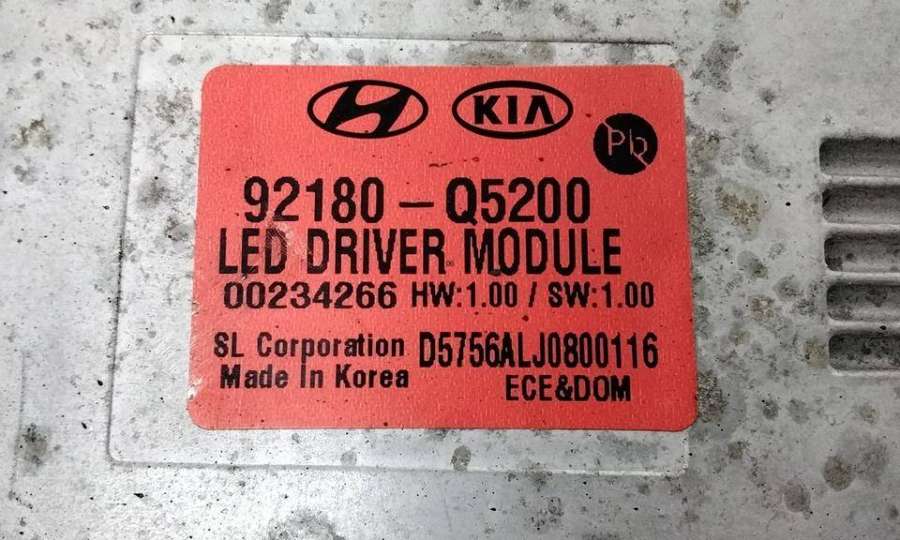 KIA
Pb
92180 - Q5200
LED DRIVER MODULE
00234266 HW:1.00 / SW:1.00
SL Corporation D5756ALJ0800116
Made In Korea ECE&DOM